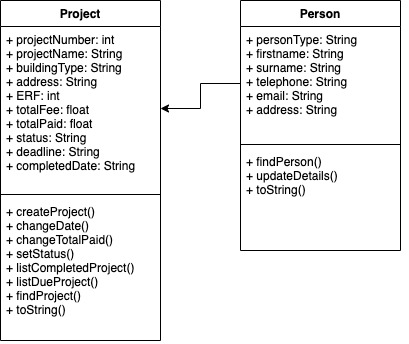 Project
+ projectNumber: int
+ projectName: String
+ buildingType: String
+ address: String
+ ERF: int
+ totalFee: float
+ totalPaid: float
+ status: String
+ deadline: String
+ completedDate: String
+ createProject()
+ changeDate()
+ changeTotalPaid()
+ setStatus()
+ listCompletedProject()
+ listDueProject()
+ findProject()
+ toString()
Person
+ personType: String
+ firstname: String
+ surname: String
+ telephone: String
+ email: String
+ address: String
+ findPerson()
+ updateDetails()
+ toString()